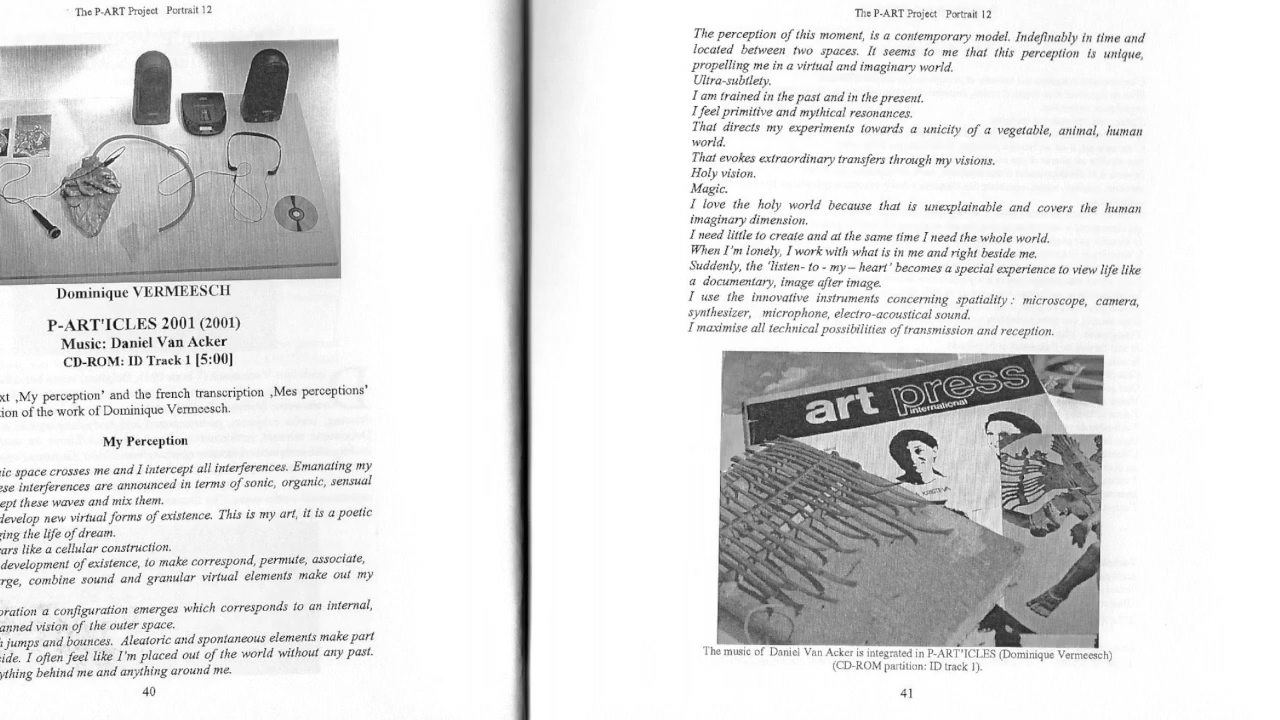 The P-ART Project Portrait 12
Dominique VERMEESCH
P-ART'ICLES 2001 (2001)
Music: Daniel Van Acker
CD-ROM: ID Track 1 [5:00]
xt ‚My perception' and the french transcription ‚Mes perceptions'
tion of the work of Dominique Vermeesch.
My Perception
ic space crosses me and I intercept all interferences. Emanating my
ese interferences are announced in terms of sonic, organic, sensual
ept these waves and mix them.
develop new virtual forms of existence. This is my art, it is a poetic
ging the life of dream.
ars like a cellular construction.
development of existence, to make correspond, permute, associate,
rge, combine sound and granular virtual elements make out my
oration a configuration emerges which corresponds to an internal,
anned vision of the outer space.
h jumps and bounces. Aleatoric and spontaneous elements make part
ide. I often feel like I'm placed out of the world without any past.
ything behind me and anything around me.
40
The P-ART Project Portrait 12
The perception of this moment, is a contemporary model. Indefinably in time and
located between two spaces. It seems to me that this perception is unique,
propelling me in a virtual and imaginary world.
Ultra-subtlety.
I am trained in the past and in the present.
I feel primitive and mythical resonances.
That directs my experiments towards a unicity of a vegetable, animal, human
world.
That evokes extraordinary transfers through my visions.
Holy vision.
Magic.
I love the holy world because that is unexplainable and covers the human
imaginary dimension.
I need little to create and at the same time I need the whole world.
When I'm lonely, I work with what is in me and right beside me.
Suddenly, the 'listen- to - my – heart' becomes a special experience to view life like
a documentary, image after image.
I use the innovative instruments concerning spatiality : microscope, camera,
synthesizer, microphone, electro-acoustical sound.
I maximise all technical possibilities of transmission and reception.
art press
international
The music of Daniel Van Acker is integrated in P-ART'ICLES (Dominique Vermeesch)
(CD-ROM partition: ID track 1).
41